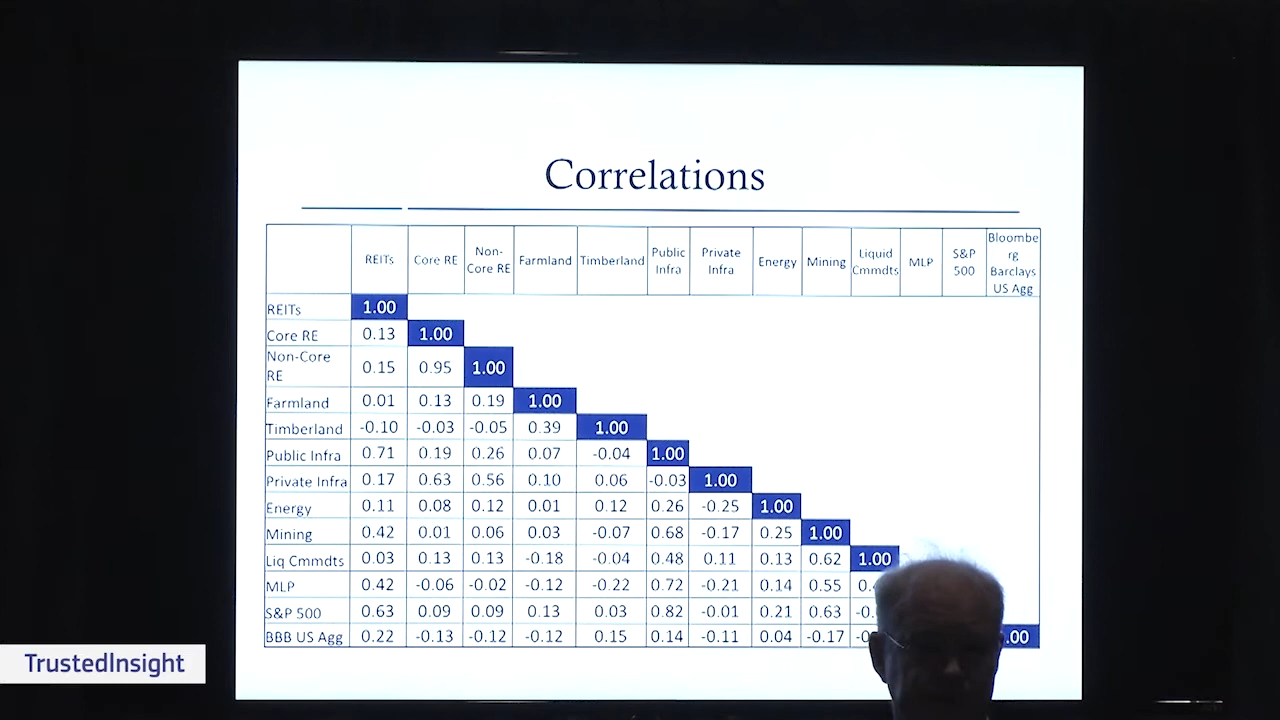 Correlations
REITs Core RE Non-Core RE Farmland Timberland Public Infra Private Infra Energy Mining Liquid Cmmdts MLP S&P 500 Bloomberg Barclays US Agg
REITs 1.00
Core RE 0.13 1.00
Non-Core RE 0.15 0.95 1.00
Farmland 0.01 0.13 0.19 1.00
Timberland -0.10 -0.03 -0.05 0.39 1.00
Public Infra 0.71 0.19 0.26 0.07 -0.04 1.00
Private Infra 0.17 0.63 0.56 0.10 0.06 -0.03 1.00
Energy 0.11 0.08 0.12 0.01 0.12 0.26 -0.25 1.00
Mining 0.42 0.01 0.06 0.03 -0.07 0.68 -0.17 0.25 1.00
Liq Cmmdts 0.03 0.13 0.13 -0.18 -0.04 0.48 0.11 0.13 0.62 1.00
MLP 0.42 -0.06 -0.02 -0.12 -0.22 0.72 -0.21 0.14 0.55
S&P 500 0.63 0.09 0.09 0.13 0.03 0.82 -0.01 0.21 0.63
BBB US Agg 0.22 -0.13 -0.12 -0.12 0.15 0.14 -0.11 0.04 -0.17 .00
TrustedInsight